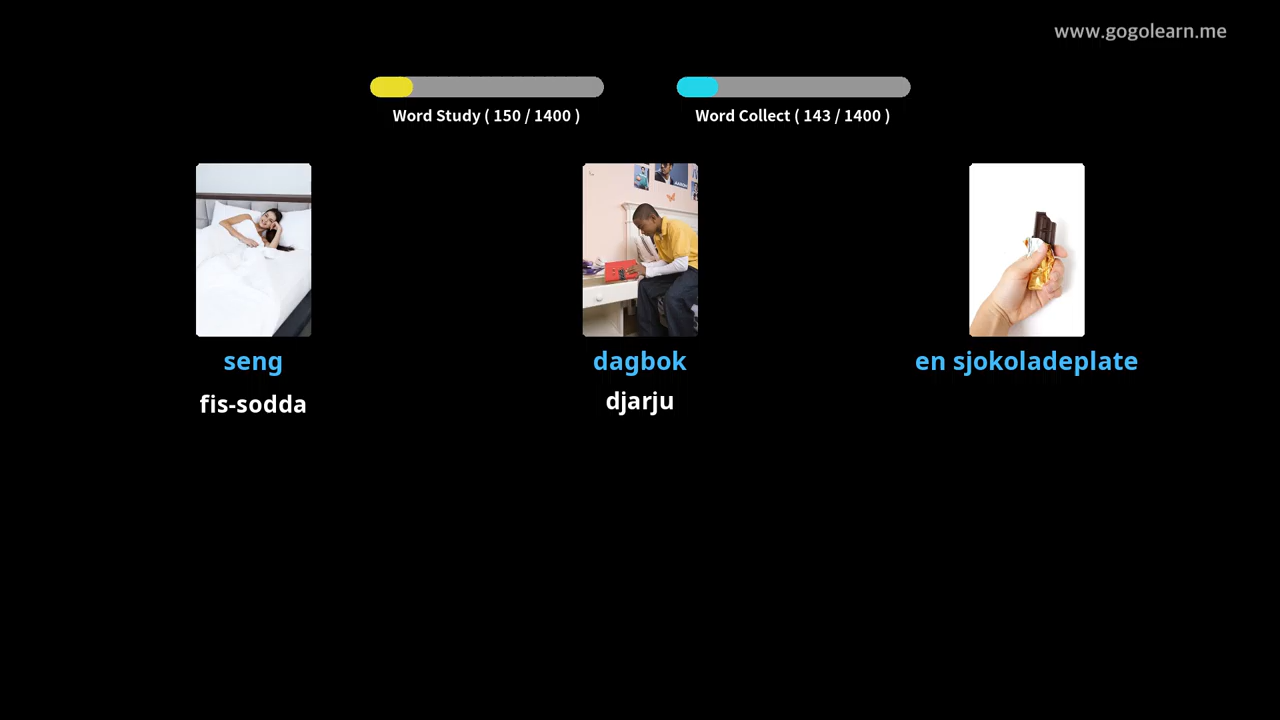 www.gogolearn.me
Word Study ( 150 / 1400 )
Word Collect ( 143 / 1400 )
seng
dagbok
en sjokoladeplate
fis-sodda
djarju